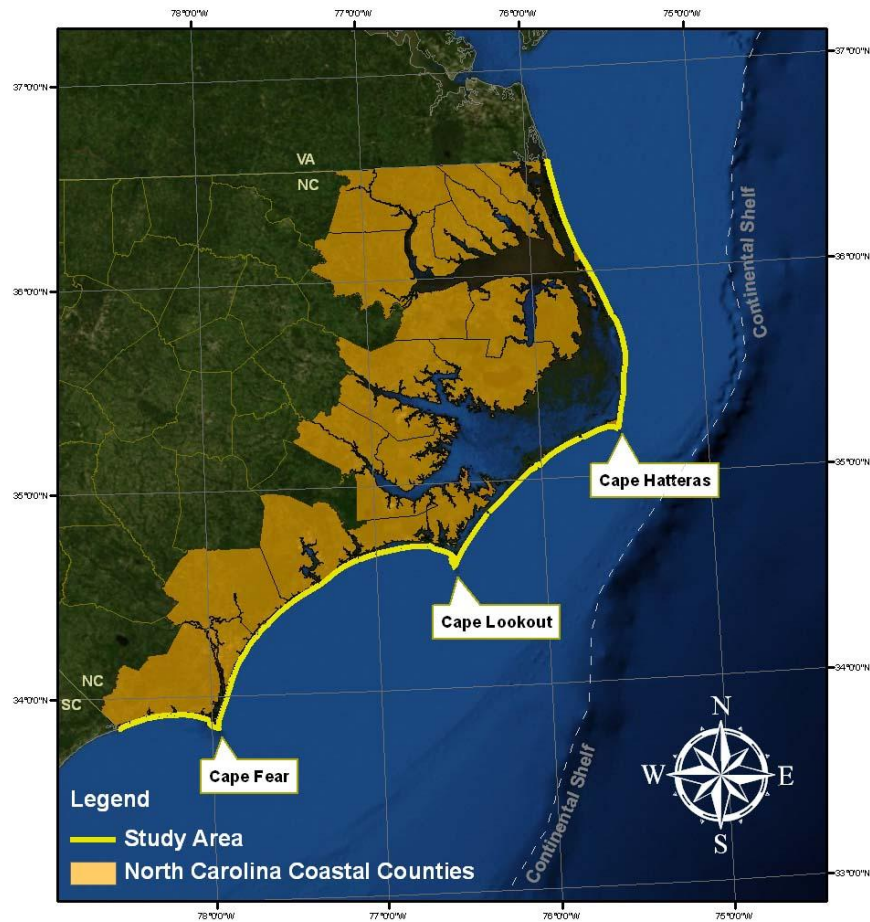 78°0'0"W 77°0'0"W 76°0'0"W 75°0'0"W
37°0'0"N
37°0'0"N
VA
NC
Continental Shelf
36°0'0"N
36°0'0"N
Cape Hatteras
35°0'0"N
35°0'0"N
Cape Lookout
34°0'0"N
34°0'0"N
NC
SC
N
W E
S
Cape Fear
Continental Shelf
Legend
Study Area
North Carolina Coastal Counties
33°0'0"N
78°0'0"W 77°0'0"W 76°0'0"W 75°0'0"W